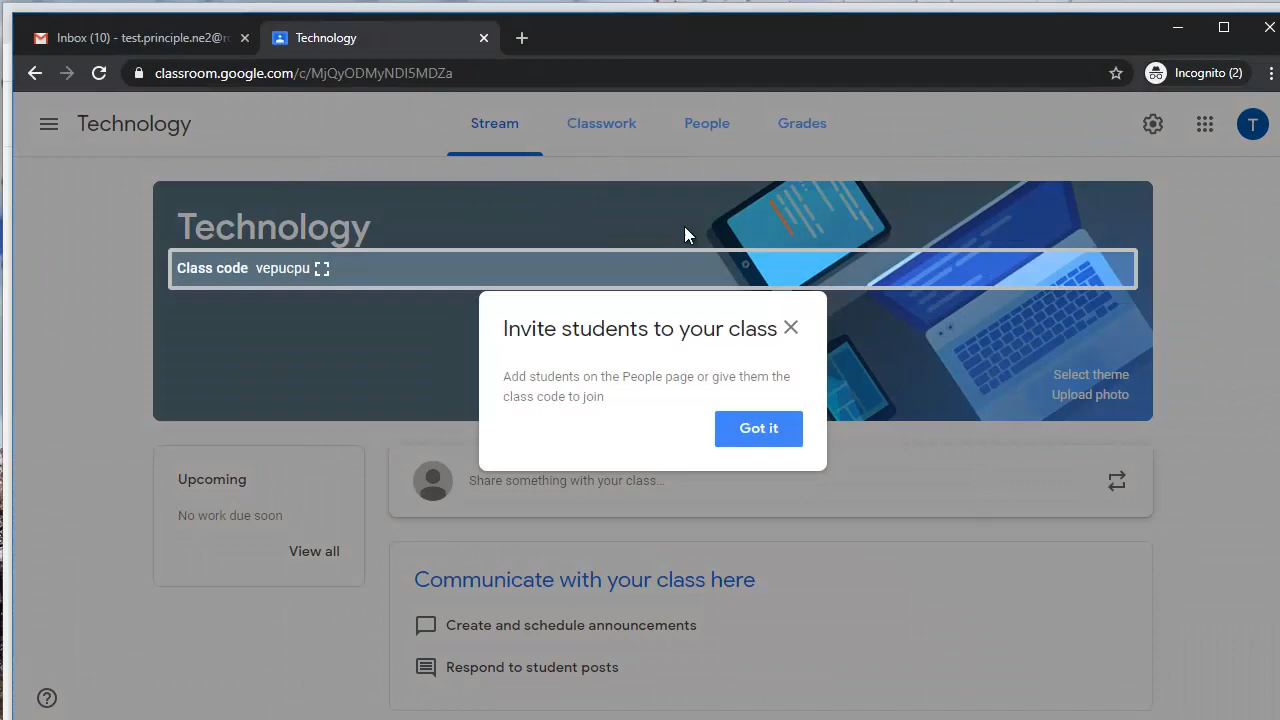 Inbox (10) - test.principle.ne2@r
Technology
classroom.google.com/c/MjQyODMyNDI5MDZa
Incognito (2)
Technology
Stream
Classwork
People
Grades
T
Technology
Class code vepucpu
Invite students to your class
Add students on the People page or give them the
class code to join
Got it
Select theme
Upload photo
Upcoming
No work due soon
View all
Share something with your class...
Communicate with your class here
Create and schedule announcements
Respond to student posts